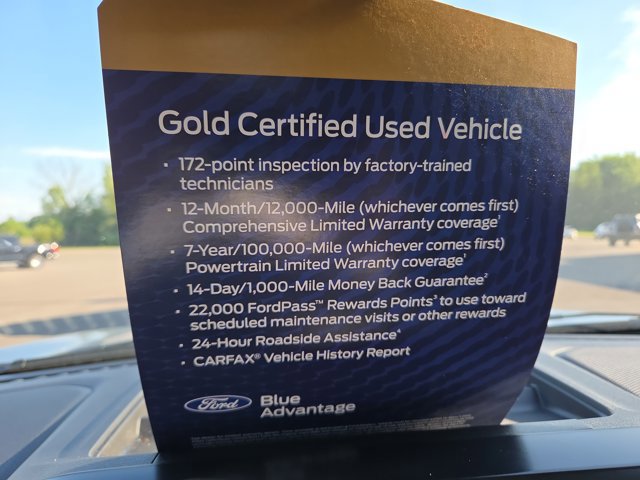 Gold Certified Used Vehicle
· 172-point inspection by factory-trained
technicians
· 12-Month/12,000-Mile (whichever comes first)
Comprehensive Limited Warranty coverage¹
· 7-Year/100,000-Mile (whichever comes first)
Powertrain Limited Warranty coverage¹
· 14-Day/1,000-Mile Money Back Guarantee²
· 22,000 FordPass™ Rewards Points³ to use toward
scheduled maintenance visits or other rewards
· 24-Hour Roadside Assistance⁴
· CARFAX® Vehicle History Report
Ford Blue
Advantage